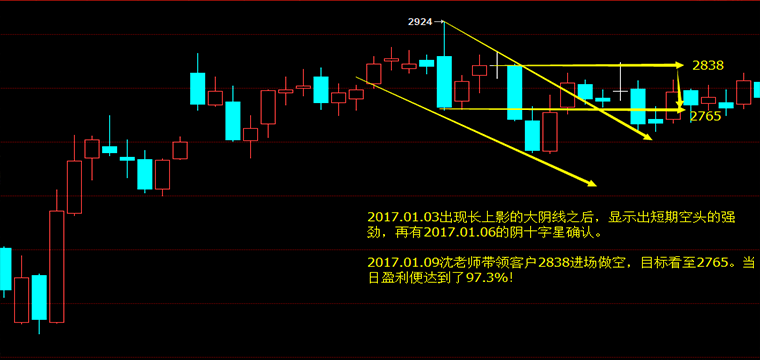 2924→
2838
2765
2017.01.03出现长上影的大阴线之后，显示出短期空头的强
劲，再有2017.01.06的阴十字星确认。
2017.01.09沈老师带领客户2838进场做空，目标看至2765。当
日盈利便达到了97.3%！